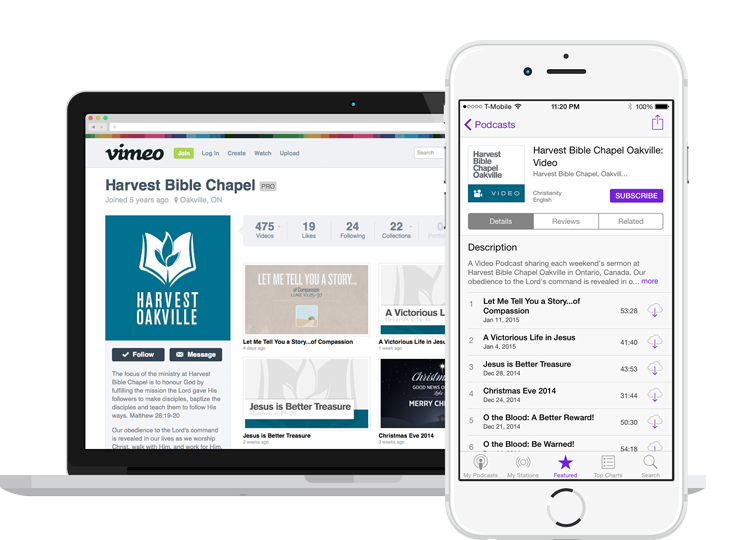 vimeo
Join Log In Create Watch Upload
Search
Harvest Bible Chapel PRO
Joined 5 years ago Oakville, ON
HARVEST
OAKVILLE
Follow Message
The focus of the ministry at Harvest
Bible Chapel is to honour God by
fulfilling the mission the Lord gave His
followers to make disciples, baptize the
disciples and teach them to follow His
ways. Matthew 28:19-20
Our obedience to the Lord's command
is revealed in our lives as we worship
Christ, walk with Him, and work for Him.
475 19 24 22
Videos Likes Following Collections
LET ME TELL YOU A STORY...
of Compassion
LUKE 10:25-37
Let Me Tell You a Story...of Compassion
4 days ago
A Victorious L
A Victorious Life in Jesu
1 week ago
Jesus is Better Treasure
Jesus is Better Treasure
2 weeks ago
Christm
GOOD NEWS O
MERRY CHR
Christmas Eve 2014
2 weeks ago
T-Mobile 11:20 PM 100%
Podcasts
Harvest
Bible
Chapel
Oakville
VIDEO
Harvest Bible Chapel Oakville:
Video
Harvest Bible Chapel, Oakvill...
Christianity
English
SUBSCRIBE
Details Reviews Related
Description
A Video Podcast sharing each weekend's sermon at
Harvest Bible Chapel Oakville in Ontario, Canada. Our
obedience to the Lord's command is revealed in o... more
1 Let Me Tell You a Story...of
Compassion 53:28
Jan 11, 2015
2 A Victorious Life in Jesus 41:40
Jan 4, 2015
3 Jesus is Better Treasure 43:53
Dec 28, 2014
4 Christmas Eve 2014 31:44
Dec 24, 2014
5 O the Blood: A Better Reward! 50:30
Dec 21, 2014
6 O the Blood: Be Warned! 54:18
My Podcasts My Stations Featured Top Charts Search